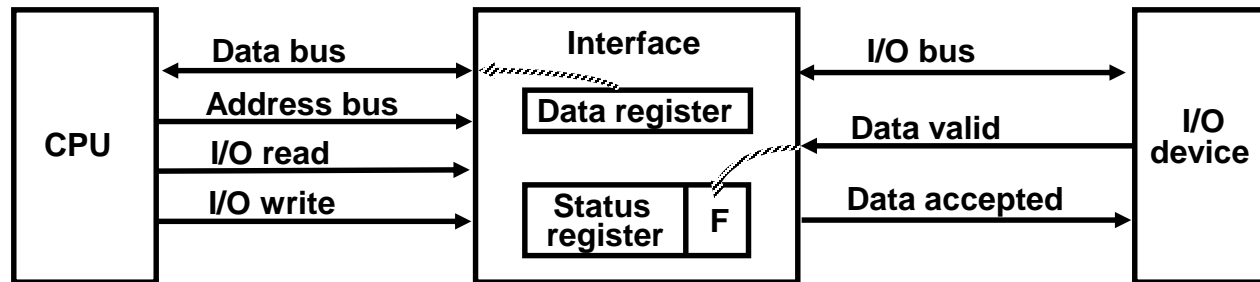 CPU
Data bus
Address bus
I/O read
I/O write
Interface
Data register
Status
register
F
I/O bus
Data valid
Data accepted
I/O
device